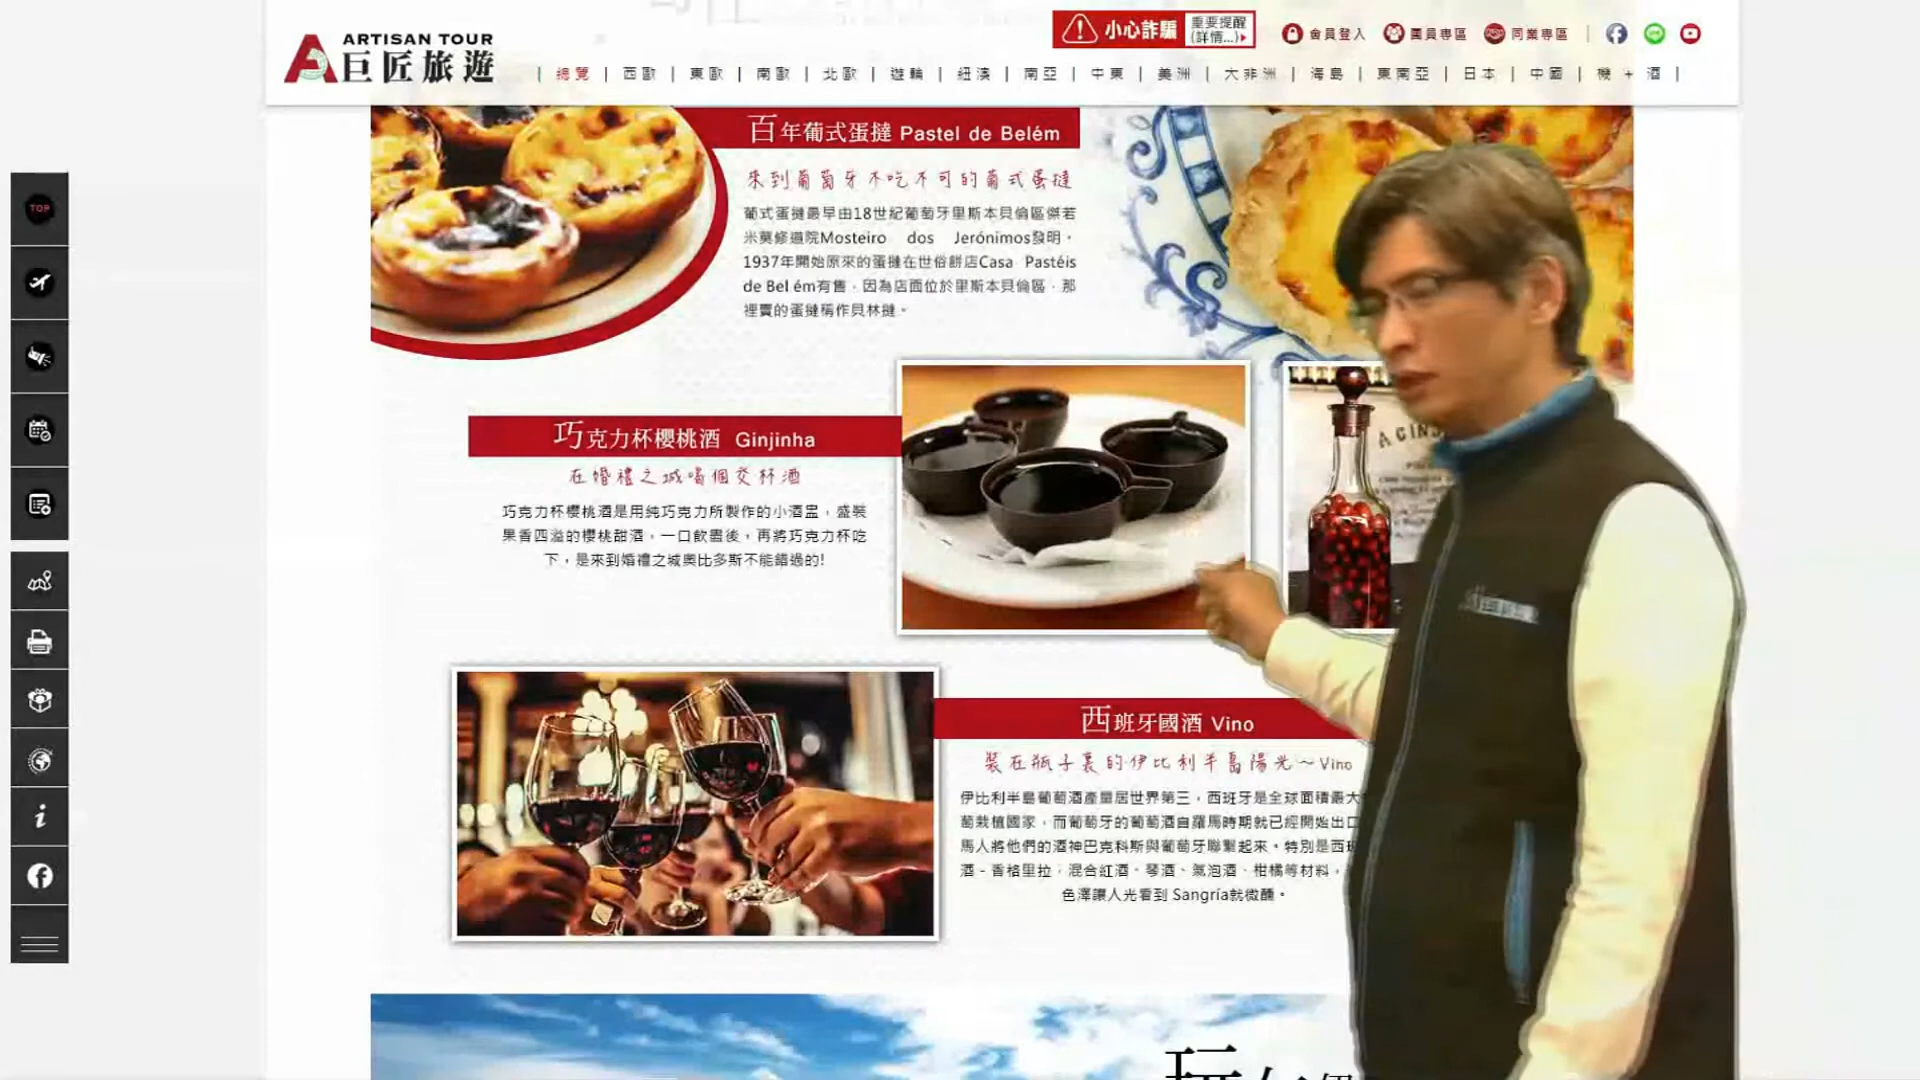 ARTISAN TOUR
巨匠旅遊
小心詐騙
重要提醒
(詳情...)
會員登入
團員專區
同業專區
總覽 | 西歐 | 東歐 | 南歐 | 北歐 | 遊輪 | 紐澳 | 南亞 | 中東 | 美洲 | 大非洲 | 海島 | 東南亞 | 日本 | 中國 | 機 + 酒
TOP
百年葡式蛋撻 Pastel de Belém
來到葡萄牙不吃不可的葡式蛋撻
葡式蛋撻最早由18世紀葡萄牙里斯本貝倫區傑若
米莫修道院Mosteiro dos Jerónimos發明，
1937年開始原來的蛋撻在世俗餅店Casa Pastéis
de Bel ém有售，因為店面位於里斯本貝倫區，那
裡賣的蛋撻稱作貝林撻。
巧克力杯櫻桃酒 Ginjinha
在婚禮之城喝個交杯酒
巧克力杯櫻桃酒是用純巧克力所製作的小酒盅，盛裝
果香四溢的櫻桃甜酒，一口飲盡後，再將巧克力杯吃
下，是來到婚禮之城奧比多斯不能錯過的!
西班牙國酒 Vino
裝在瓶子裏的伊比利半島陽光～Vino
伊比利半島葡萄酒產量居世界第三，西班牙是全球面積最大
萄栽植國家，而葡萄牙的葡萄酒自羅馬時期就已經開始出口
馬人將他們的酒神巴克科斯與葡萄牙聯繫起來。特別是西班
酒－香格里拉，混合紅酒、琴酒、氣泡酒、柑橘等材料，
色澤讓人光看到 Sangría就微醺。